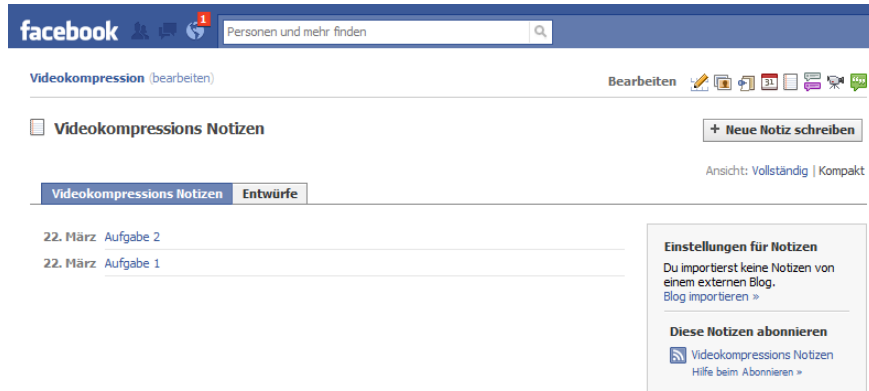 facebook
1
Personen und mehr finden
Videokompression (bearbeiten)
Bearbeiten
31
Videokompressions Notizen
+ Neue Notiz schreiben
Ansicht: Vollständig | Kompakt
Videokompressions Notizen
Entwürfe
22. März Aufgabe 2
22. März Aufgabe 1
Einstellungen für Notizen
Du importierst keine Notizen von
einem externen Blog.
Blog importieren »
Diese Notizen abonnieren
Videokompressions Notizen
Hilfe beim Abonnieren »